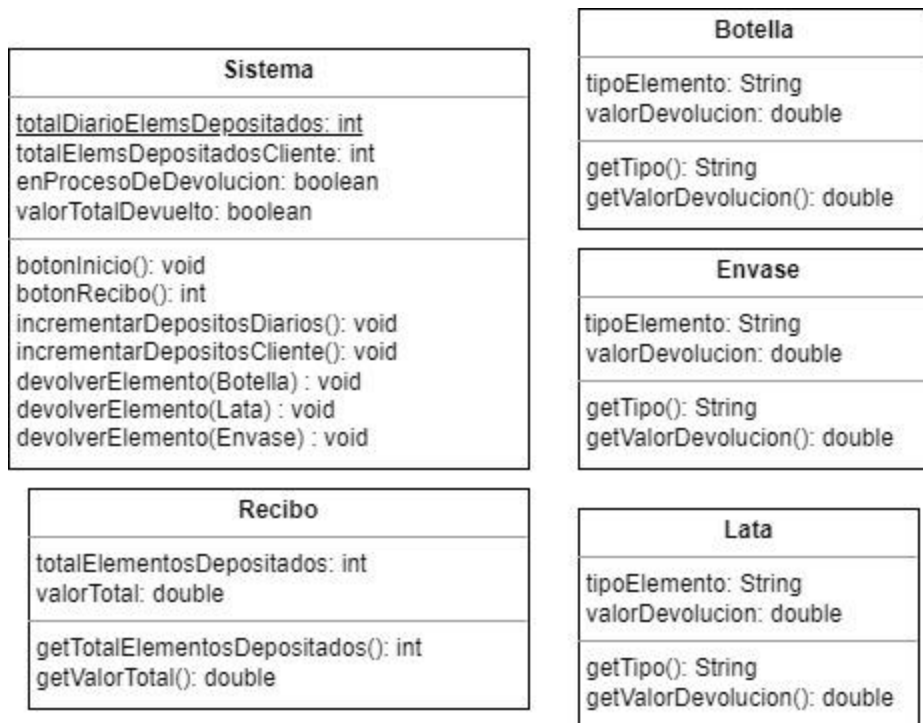 Sistema
totalDiarioElemsDepositados: int
totalElemsDepositadosCliente: int
enProcesoDeDevolucion: boolean
valorTotalDevuelto: boolean
botonInicio(): void
botonRecibo(): int
incrementarDepositosDiarios(): void
incrementarDepositosCliente(): void
devolverElemento(Botella) : void
devolverElemento(Lata) : void
devolverElemento(Envase) : void
Recibo
totalElementosDepositados: int
valorTotal: double
getTotalElementosDepositados(): int
getValorTotal(): double
Botella
tipoElemento: String
valorDevolucion: double
getTipo(): String
getValorDevolucion(): double
Envase
tipoElemento: String
valorDevolucion: double
getTipo(): String
getValorDevolucion(): double
Lata
tipoElemento: String
valorDevolucion: double
getTipo(): String
getValorDevolucion(): double